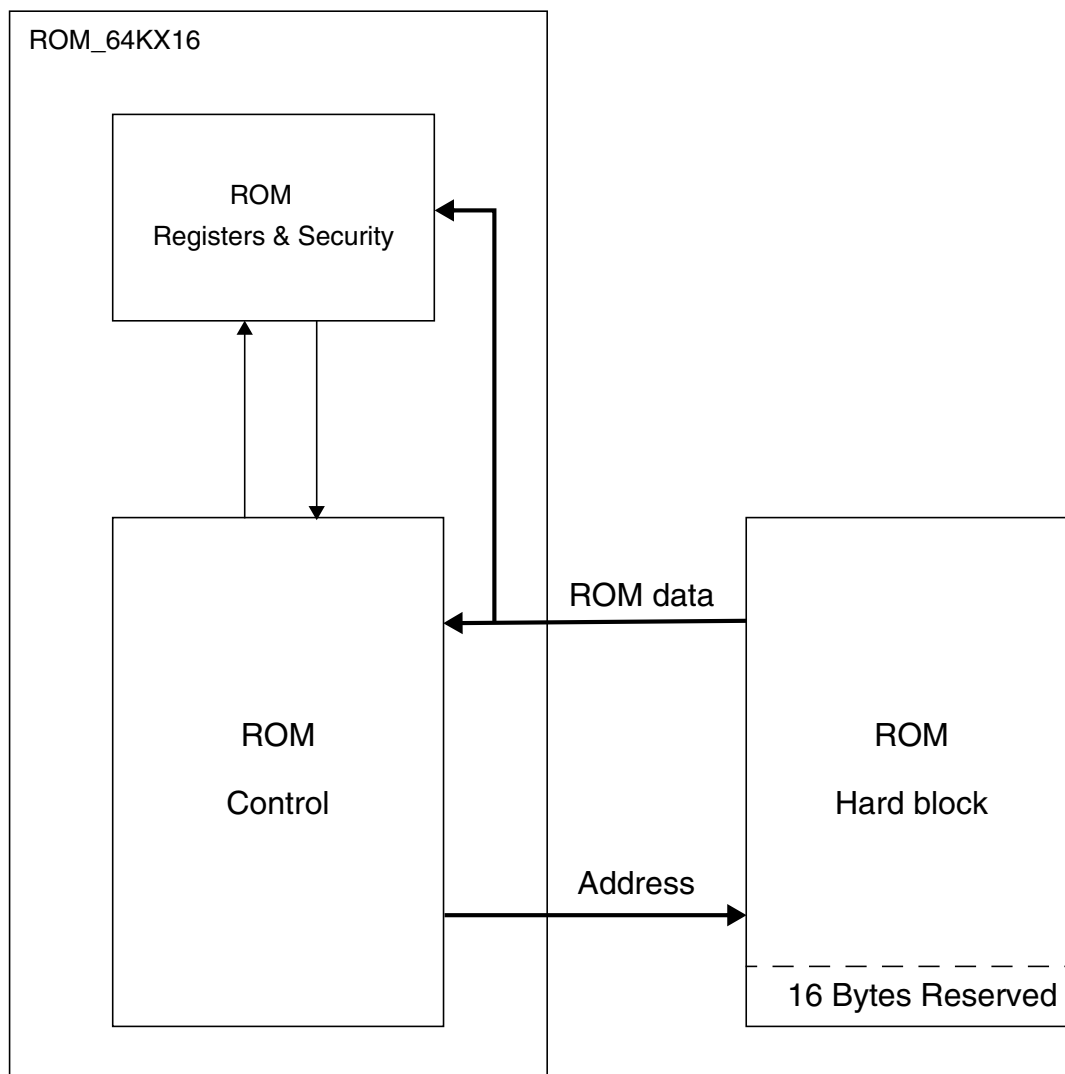 ROM_64KX16
ROM
Registers & Security
ROM data
ROM
Control
ROM
Hard block
Address
16 Bytes Reserved